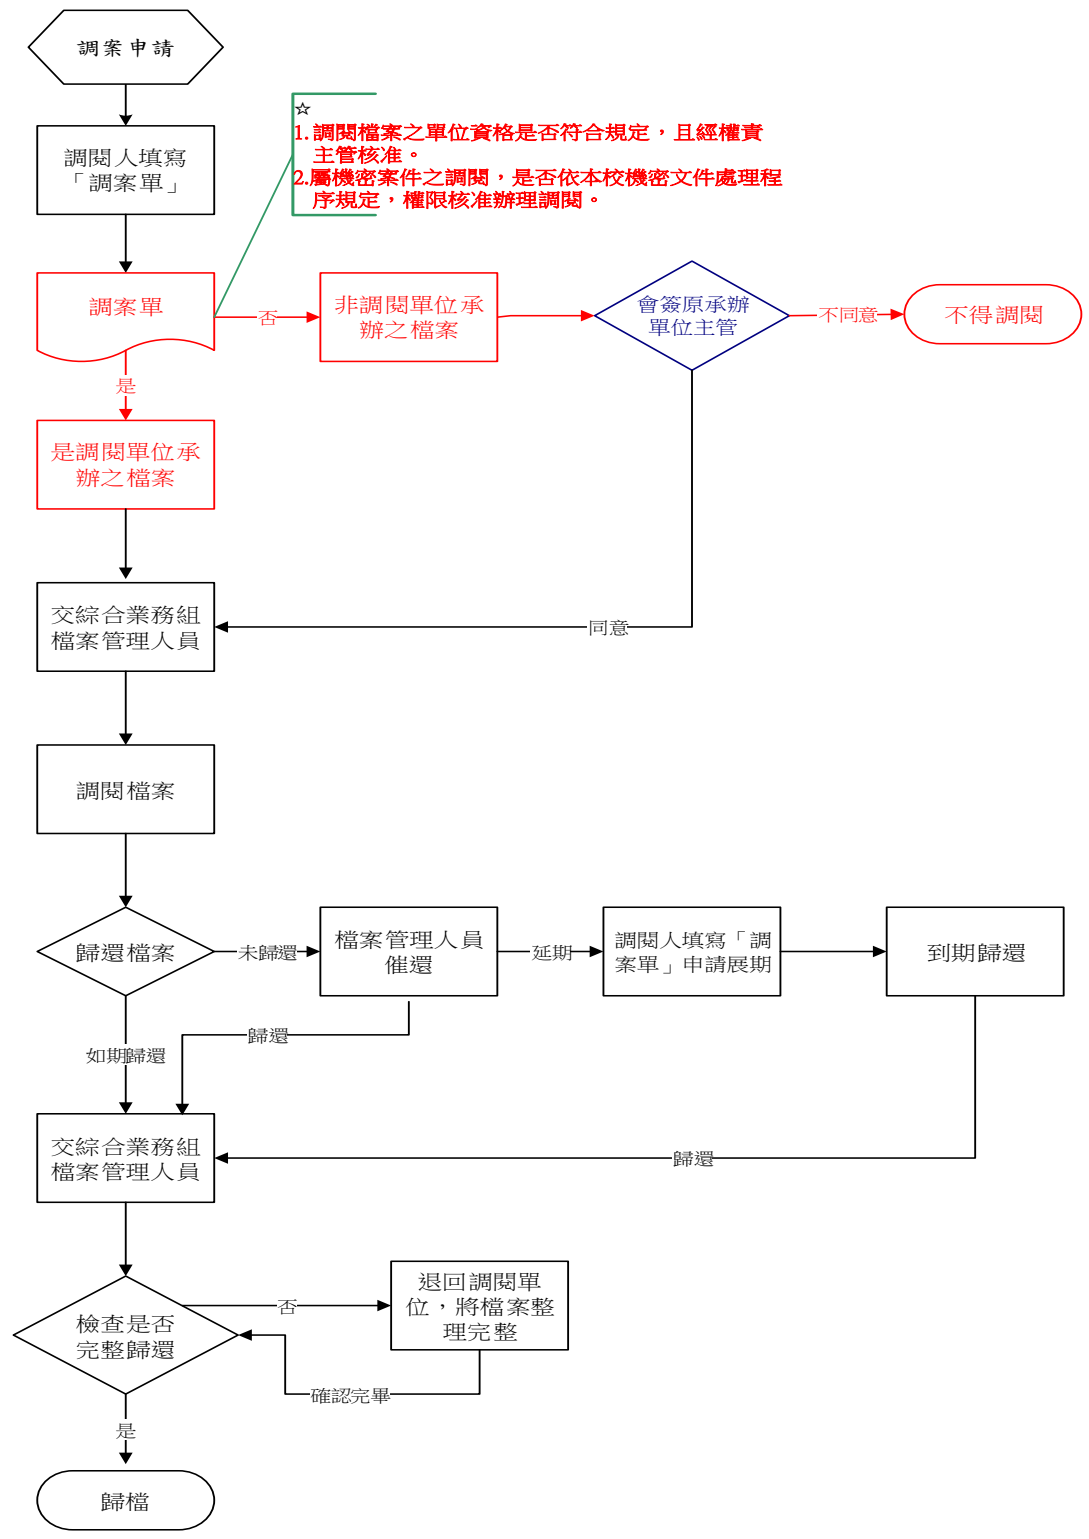 調案申請
調閱人填寫
「調案單」
☆
1.調閱檔案之單位資格是否符合規定，且經權責
主管核准。
2.屬機密案件之調閱，是否依本校機密文件處理程
序規定，權限核准辦理調閱。
調案單
否
非調閱單位承
辦之檔案
會簽原承辦
單位主管
不同意
不得調閱
是
是調閱單位承
辦之檔案
交綜合業務組
檔案管理人員
同意
調閱檔案
歸還檔案
未歸還
檔案管理人員
催還
延期
調閱人填寫「調
案單」申請展期
到期歸還
歸還
如期歸還
交綜合業務組
檔案管理人員
歸還
檢查是否
完整歸還
否
退回調閱單
位，將檔案整
理完整
確認完畢
是
歸檔